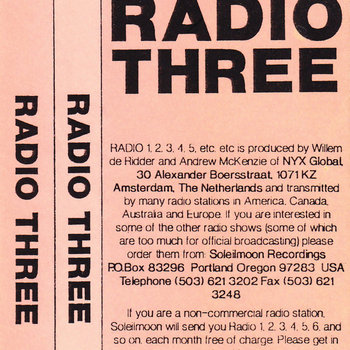 RADIO THREE
RADIO THREE
RADIO
THREE
RADIO 1, 2, 3, 4, 5, etc. etc is produced by Willem
de Ridder and Andrew McKenzie of NYX Global,
30 Alexander Boersstraat, 1071 KZ
Amsterdam, The Netherlands and transmitted
by many radio stations in America, Canada,
Australia and Europe. If you are interested in
some of the other radio shows (some of which
are too much for official broadcasting) please
order them from: Soleilmoon Recordings
P.O.Box 83296 Portland Oregon 97283 USA
Telephone (503) 621 3202 Fax (503) 621
3248
If you are a non-commercial radio station,
Soleilmoon will send you Radio 1, 2, 3, 4, 5, 6, and
so on, each month free of charge. Please get in